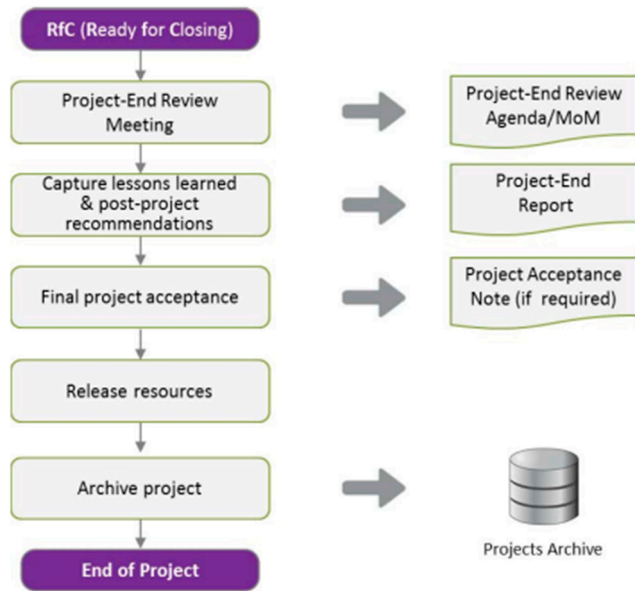 RfC (Ready for Closing)
Project-End Review
Meeting
Project-End Review
Agenda/MoM
Capture lessons learned
& post-project
recommendations
Project-End
Report
Final project acceptance
Project Acceptance
Note (if required)
Release resources
Archive project
Projects Archive
End of Project